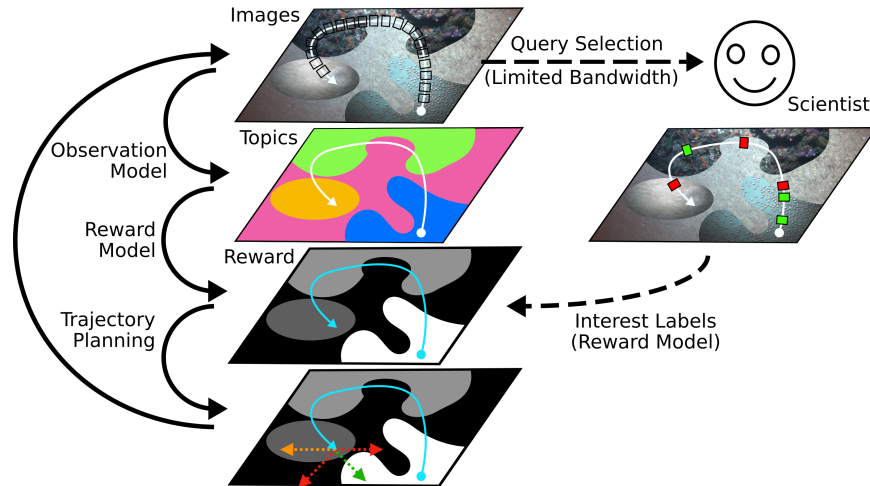 Images
Query Selection
(Limited Bandwidth)
Scientist
Observation
Model
Topics
Reward
Model
Reward
Trajectory
Planning
Interest Labels
(Reward Model)